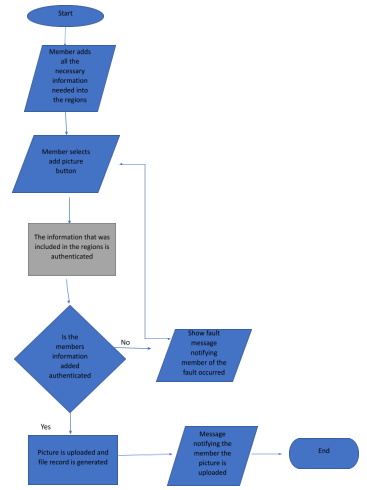 Start
Member adds
all the
necessary
information
needed into
the regions
Member selects
add picture
button
The information that was
included in the regions is
authenticated
Is the
members
information
added
authenticated
No
Show fault
message
notifying
member of the
fault occurred
Yes
Picture is uploaded and
file record is generated
Message
notifying the
member the
picture is
uploaded
End